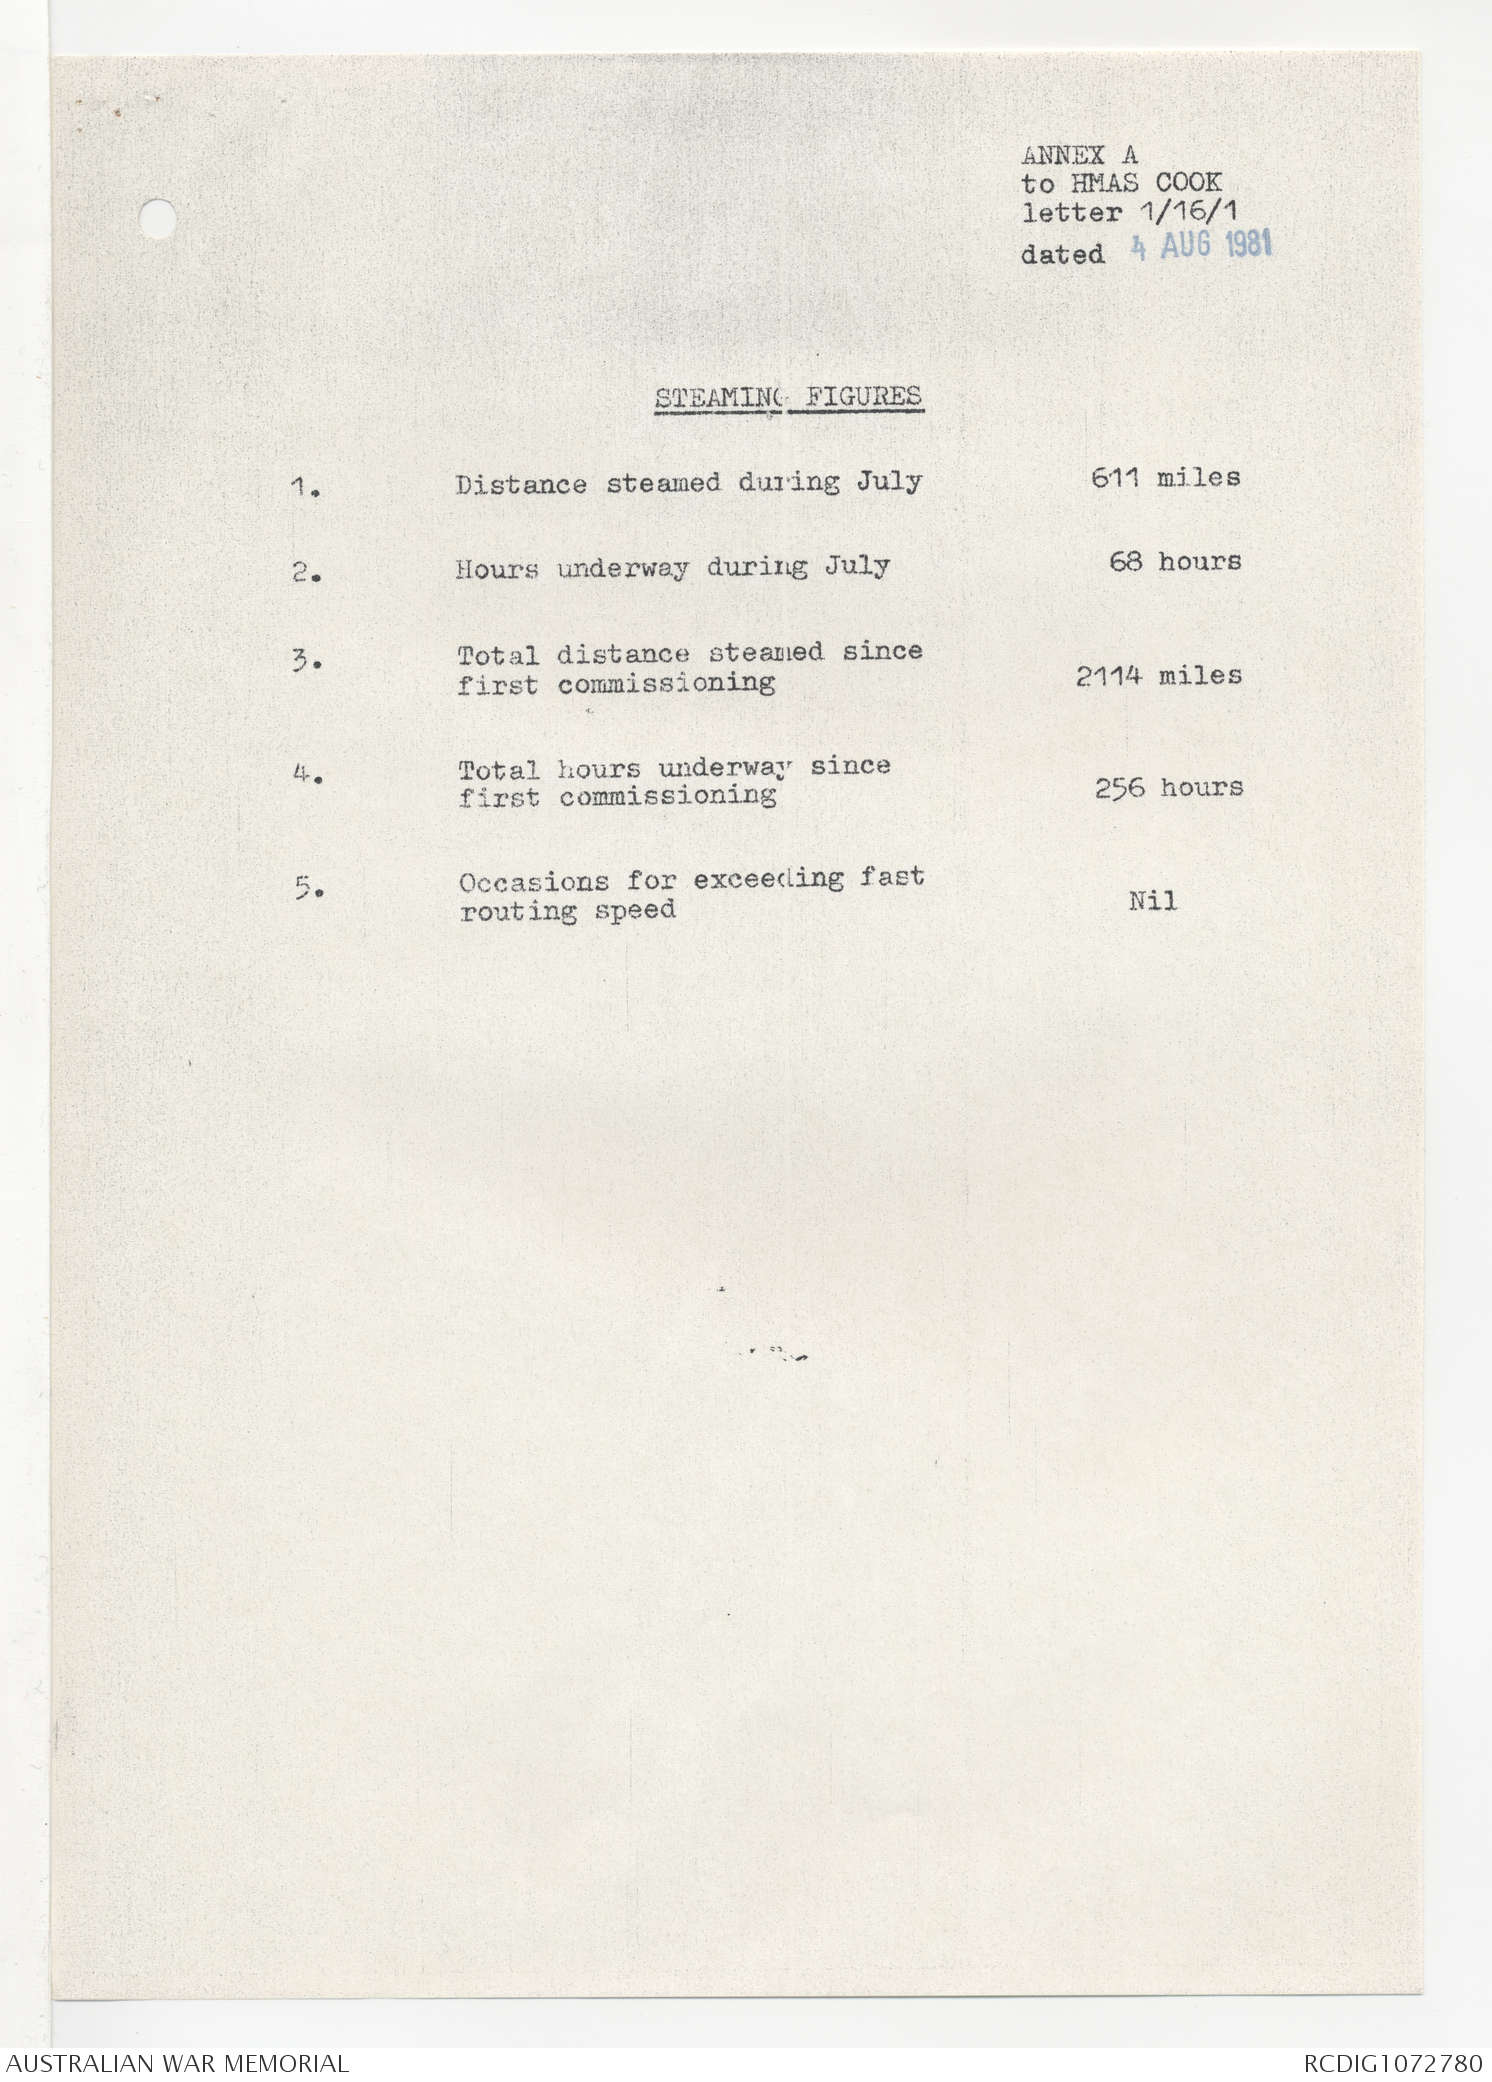 ANNEX A
to HMAS COOK
letter 1/16/1
dated 4 AUG 1981
STEAMING FIGURES
1. Distance steamed during July 611 miles
2. Hours underway during July 68 hours
3. Total distance steamed since
first commissioning 2114 miles
4. Total hours underway since
first commissioning 256 hours
5. Occasions for exceeding fast
routing speed Nil
AUSTRALIAN WAR MEMORIAL RCDIG1072780